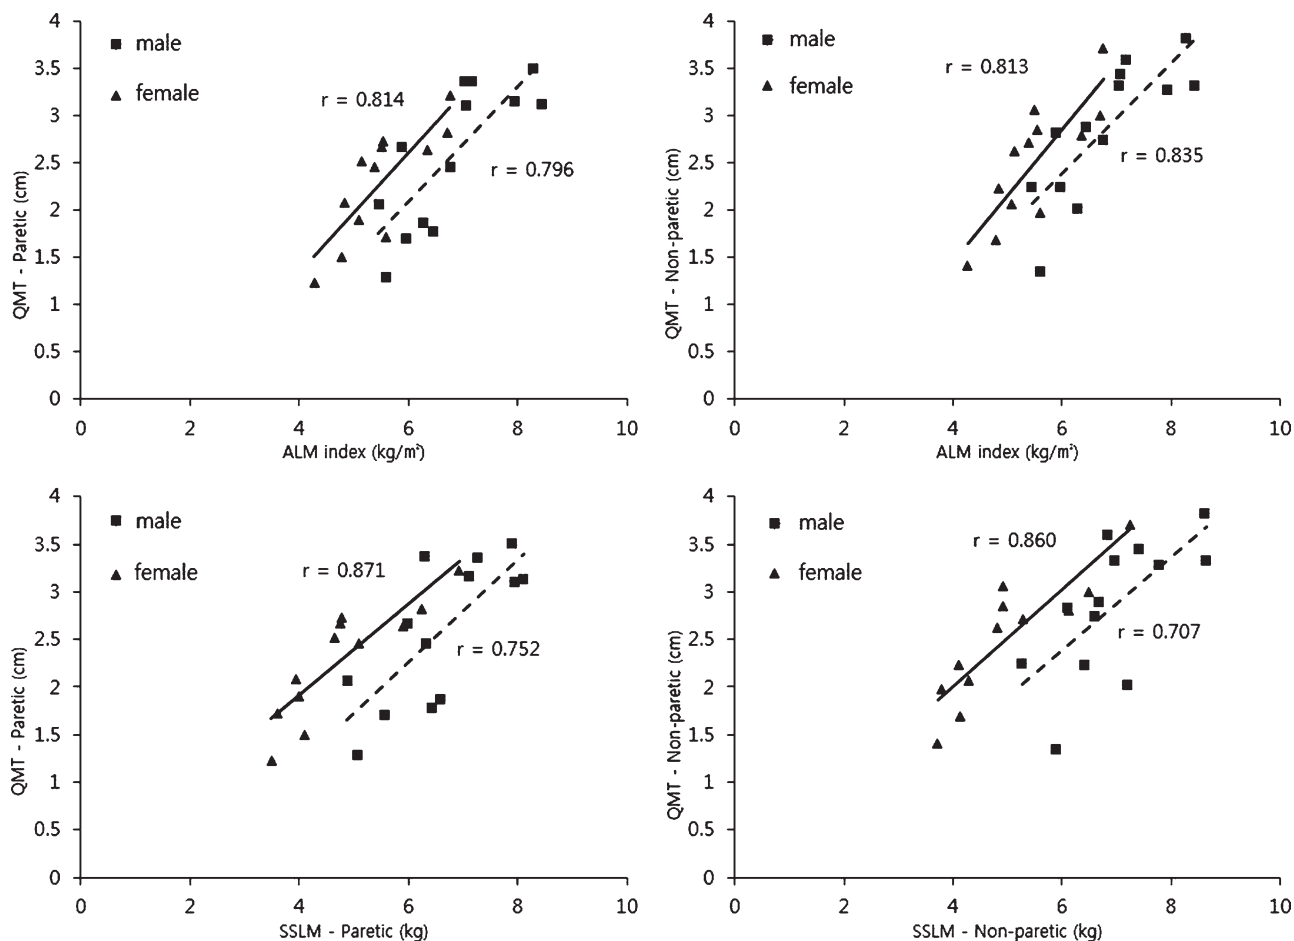 4
3.5
3
2.5
2
1.5
1
0.5
0
QMT - Paretic (cm)
male
female
r = 0.814
r = 0.796
0 2 4 6 8 10
ALM index (kg/m²)
4
3.5
3
2.5
2
1.5
1
0.5
0
QMT - Non-paretic (cm)
male
female
r = 0.813
r = 0.835
0 2 4 6 8 10
ALM index (kg/m²)
4
3.5
3
2.5
2
1.5
1
0.5
0
QMT - Paretic (cm)
male
female
r = 0.871
r = 0.752
0 2 4 6 8 10
SSLM - Paretic (kg)
4
3.5
3
2.5
2
1.5
1
0.5
0
QMT - Non-paretic (cm)
male
female
r = 0.860
r = 0.707
0 2 4 6 8 10
SSLM - Non-paretic (kg)